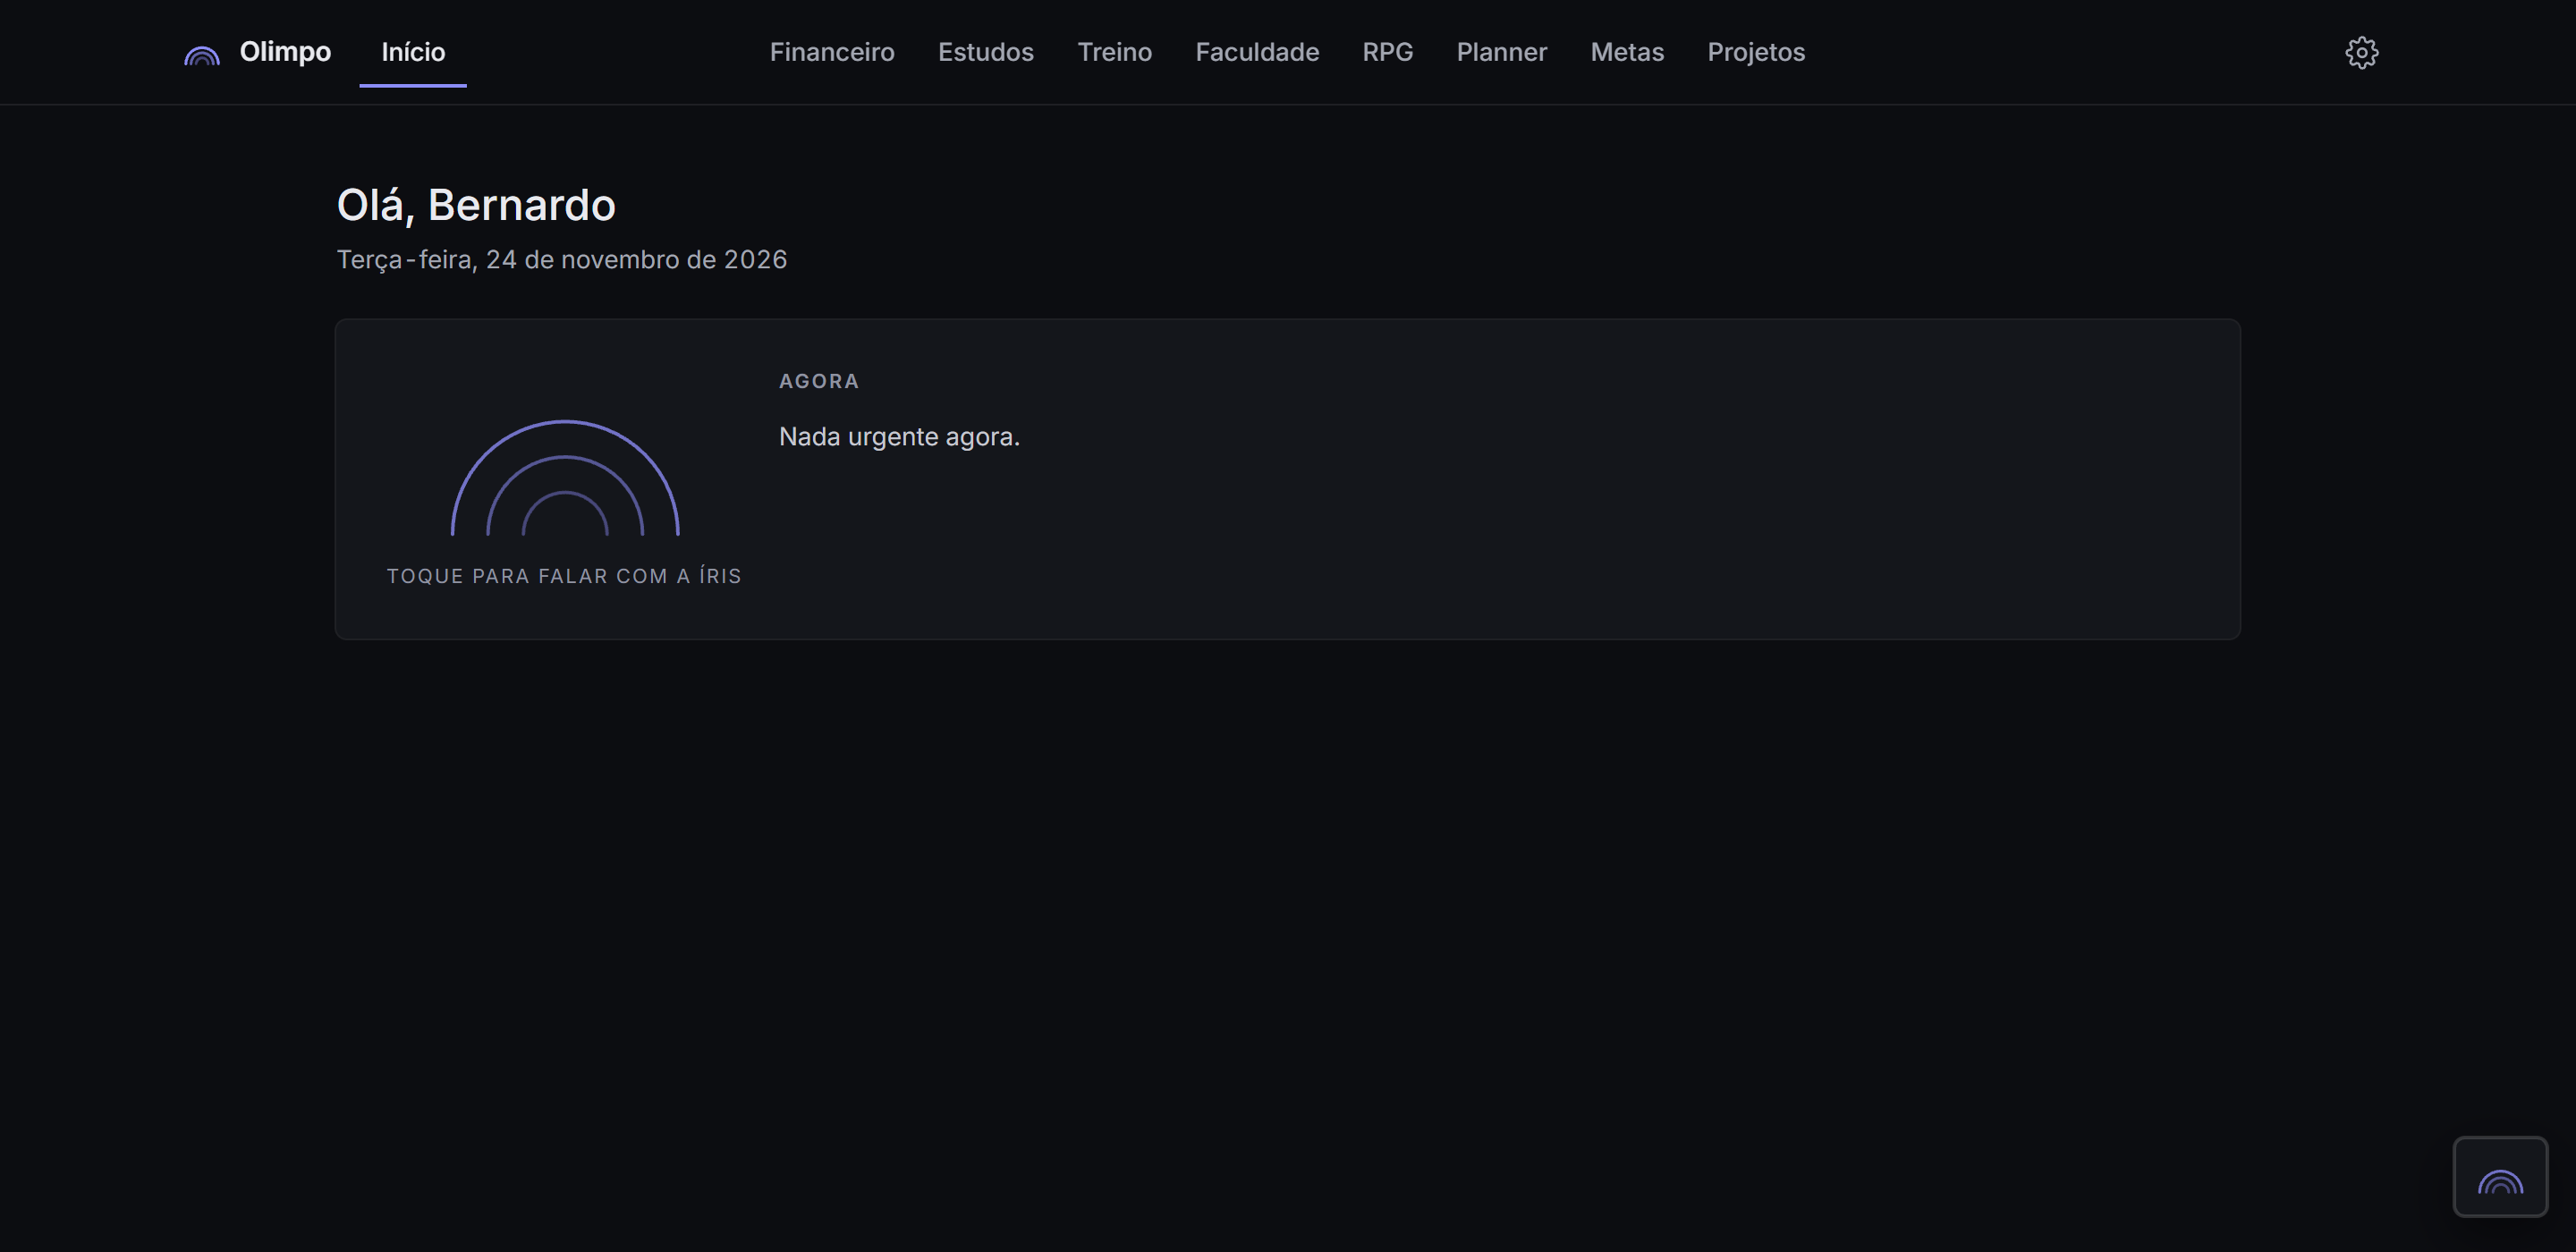 Olimpo Início Financeiro Estudos Treino Faculdade RPG Planner Metas Projetos
Olá, Bernardo
Terça-feira, 24 de novembro de 2026
AGORA
Nada urgente agora.
TOQUE PARA FALAR COM A ÍRIS